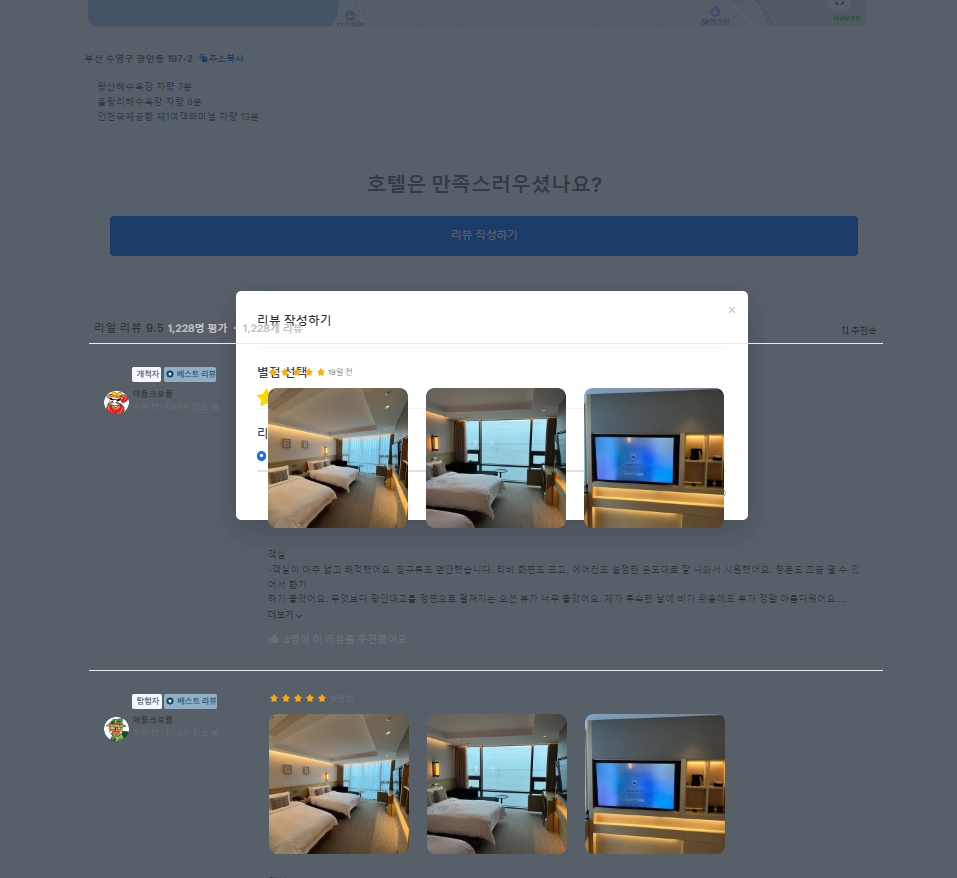 NAVER
부산 수영구 광안동 197-2 주소복사
왕산해수욕장 차량 7분
을왕리해수욕장 차량 8분
인천국제공항 제1여객터미널 차량 13분
호텔은 만족스러우셨나요?
리뷰 작성하기
리뷰 작성하기
×
리얼 리뷰 9.5 1,228명 평가 · 1,228개 리뷰
추천순
개척자 베스트 리뷰
애플크로플
별점 선택
19일 전
리
객실
-객실이 아주 넓고 쾌적했어요. 침구류도 편안했습니다. 티비 화면도 크고, 에어컨도 설정한 온도대로 잘 나와서 시원했어요. 창문도 조금 열 수 있
어서 환기
하기 좋았어요. 무엇보다 광안대교를 정면으로 펼쳐지는 오션 뷰가 너무 좋았어요. 제가 투숙한 날에 비가 왔음에도 뷰가 정말 아름다웠어요....
더보기
3명이 이 리뷰를 추천했어요
탐험자 베스트 리뷰
애플크로플